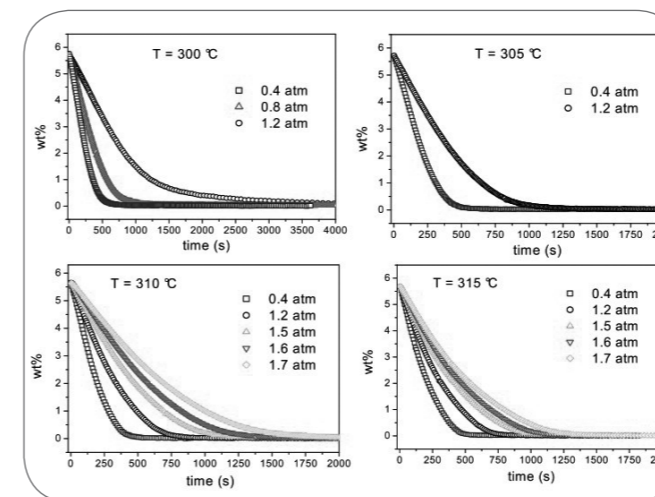 T = 300 °C
0.4 atm
0.8 atm
1.2 atm
wt%
6
5
4
3
2
1
0
0 250 500 750 1000 1500 2000 2500 3000 3500 4000
time (s)
T = 305 °C
0.4 atm
1.2 atm
wt%
6
5
4
3
2
1
0
0 250 500 750 1000 1250 1500 1750
time (s)
T = 310 °C
0.4 atm
1.2 atm
1.5 atm
1.6 atm
1.7 atm
wt%
6
5
4
3
2
1
0
0 250 500 750 1000 1250 1500 1750 2000
time (s)
T = 315 °C
0.4 atm
1.2 atm
1.5 atm
1.6 atm
1.7 atm
wt%
6
5
4
3
2
1
0
0 250 500 750 1000 1250 1500 1750
time (s)